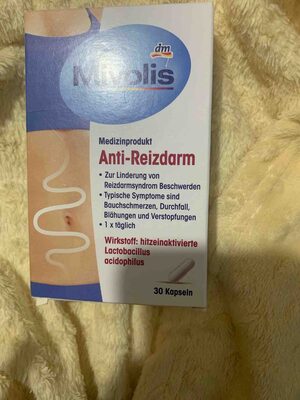 dm
Mivolis
Medizinprodukt
Anti-Reizdarm
• Zur Linderung von
Reizdarmsyndrom Beschwerden
• Typische Symptome sind
Bauchschmerzen, Durchfall,
Blähungen und Verstopfungen
• 1 x täglich
Wirkstoff: hitzeinaktivierte
Lactobacillus
acidophilus
30 Kapseln